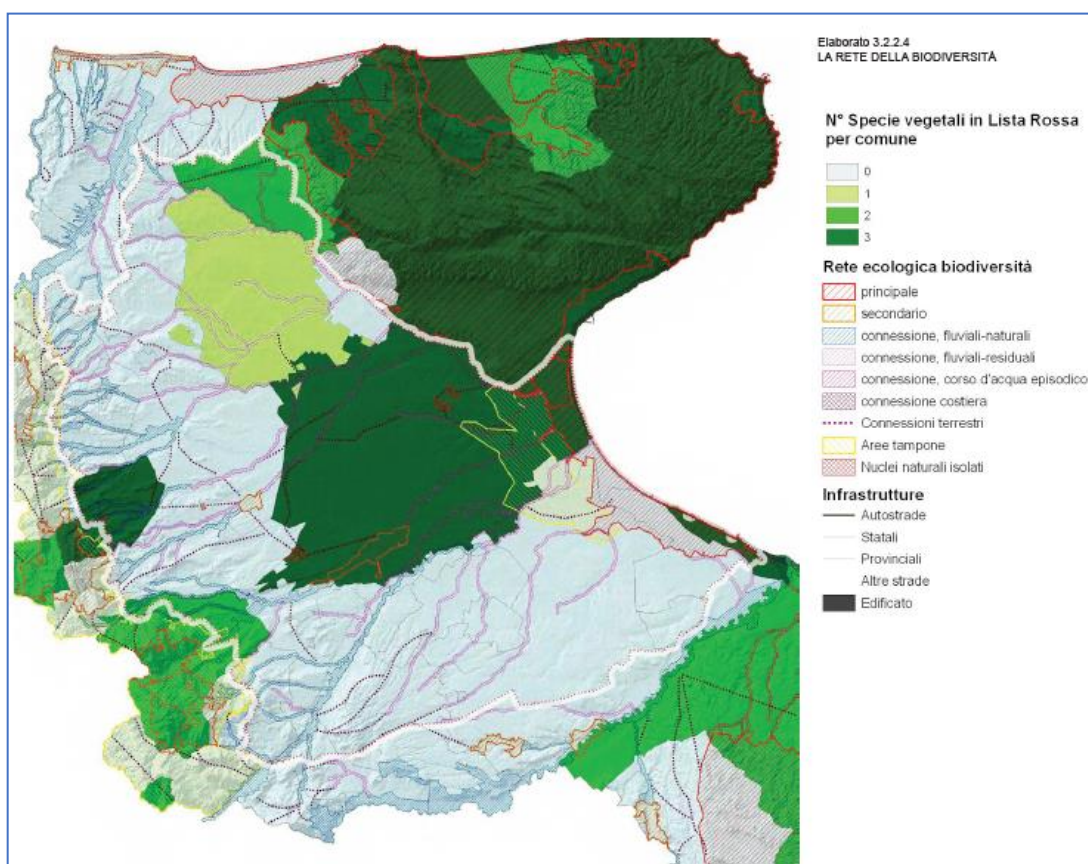 Elaborato 3.2.2.4
LA RETE DELLA BIODIVERSITÀ
N° Specie vegetali in Lista Rossa
per comune
0
1
2
3
Rete ecologica biodiversità
principale
secondario
connessione, fluviali-naturali
connessione, fluviali-residuali
connessione, corso d'acqua episodico
connessione costiera
Connessioni terrestri
Aree tampone
Nuclei naturali isolati
Infrastrutture
Autostrade
Statali
Provinciali
Altre strade
Edificato